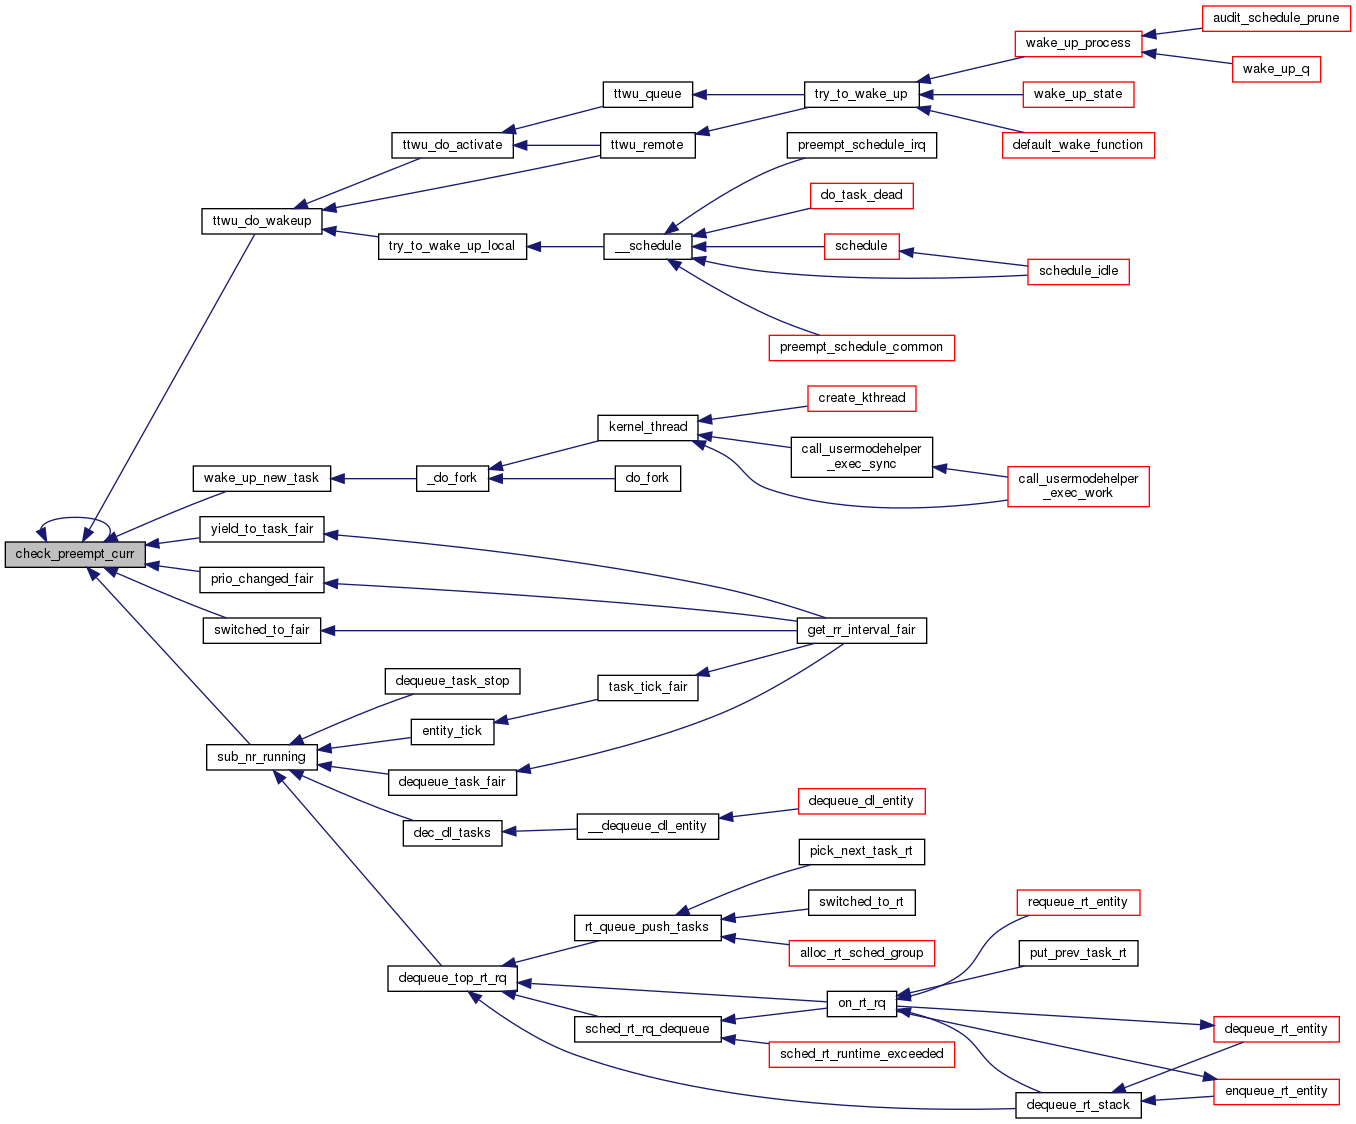 audit_schedule_prune
wake_up_process
wake_up_q
ttwu_queue
try_to_wake_up
wake_up_state
ttwu_do_activate
ttwu_remote
preempt_schedule_irq
default_wake_function
do_task_dead
ttwu_do_wakeup
try_to_wake_up_local
__schedule
schedule
schedule_idle
preempt_schedule_common
create_kthread
kernel_thread
call_usermodehelper
_exec_sync
wake_up_new_task
_do_fork
do_fork
call_usermodehelper
_exec_work
yield_to_task_fair
check_preempt_curr
prio_changed_fair
switched_to_fair
get_rr_interval_fair
dequeue_task_stop
task_tick_fair
entity_tick
sub_nr_running
dequeue_task_fair
dequeue_dl_entity
dec_dl_tasks
__dequeue_dl_entity
pick_next_task_rt
switched_to_rt
requeue_rt_entity
rt_queue_push_tasks
alloc_rt_sched_group
put_prev_task_rt
dequeue_top_rt_rq
on_rt_rq
sched_rt_rq_dequeue
dequeue_rt_entity
sched_rt_runtime_exceeded
enqueue_rt_entity
dequeue_rt_stack